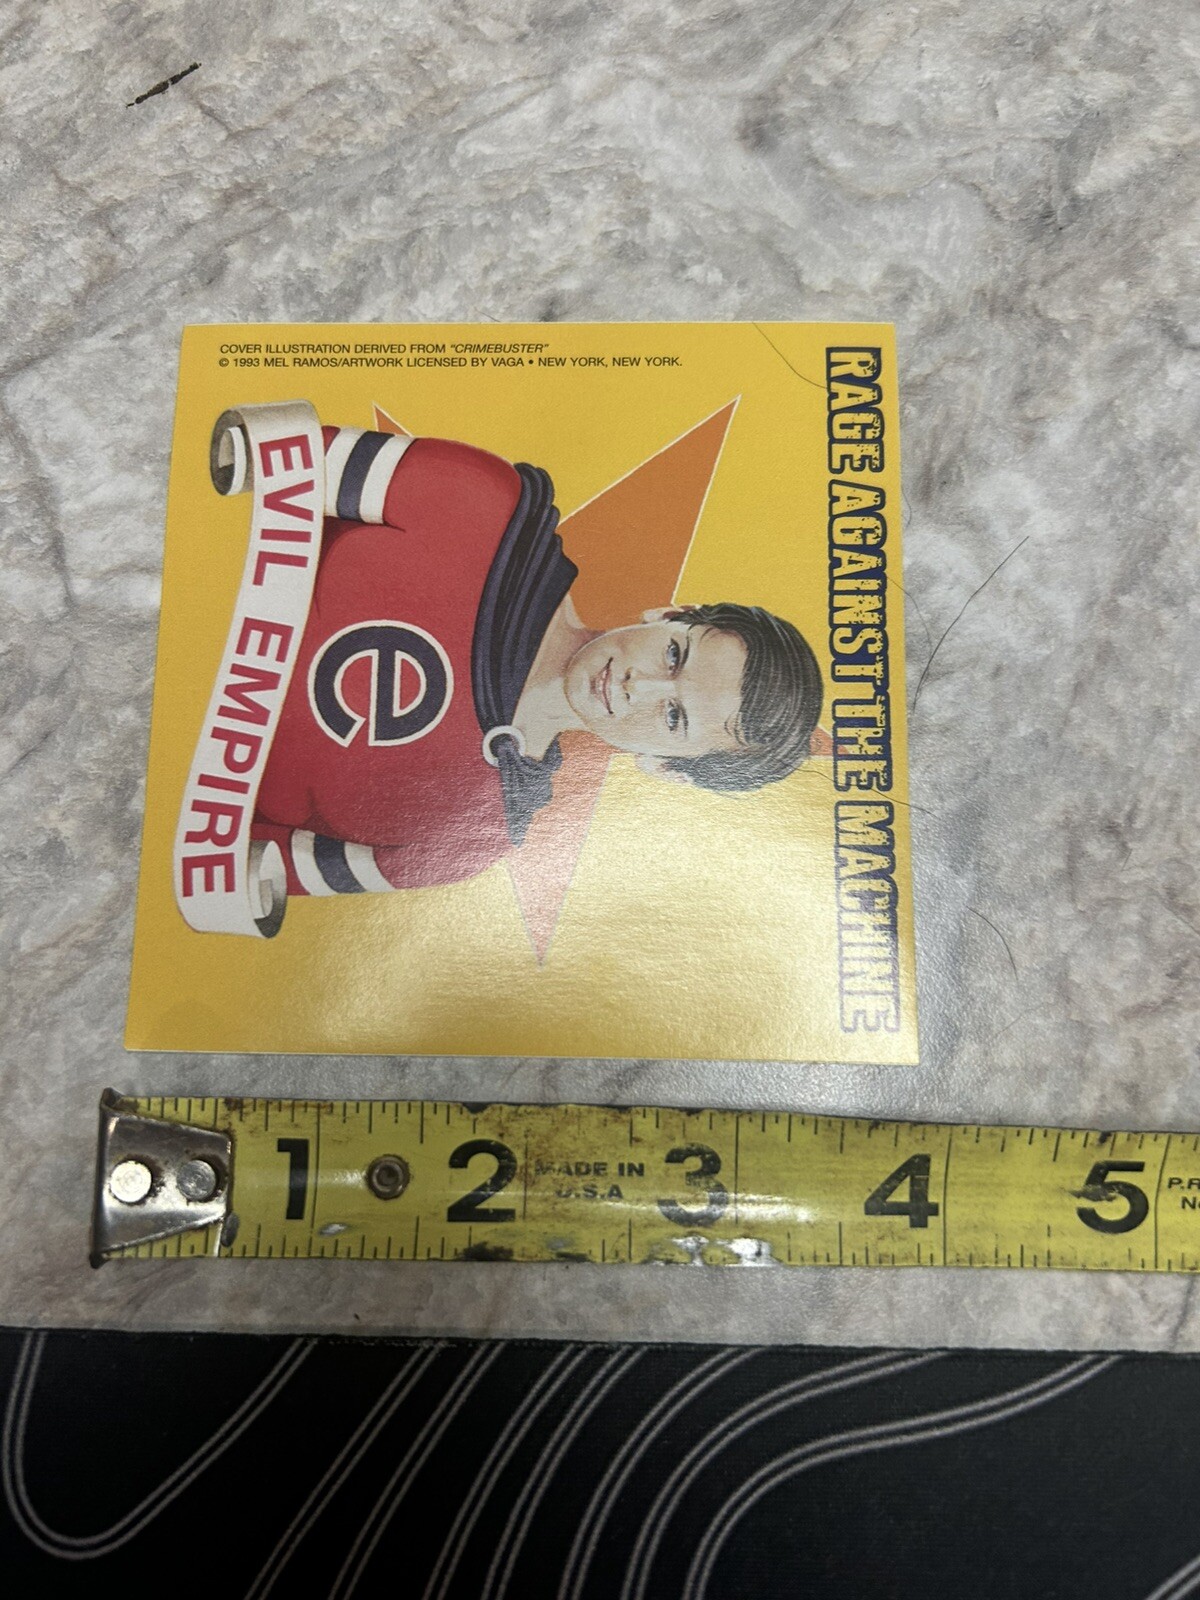 COVER ILLUSTRATION DERIVED FROM "CRIMEBUSTER"
© 1993 MEL RAMOS/ARTWORK LICENSED BY VAGA • NEW YORK, NEW YORK.
RAGE AGAINST THE MACHINE
e
EVIL EMPIRE
1 2 MADE IN 3 4 5 P.R
U.S.A